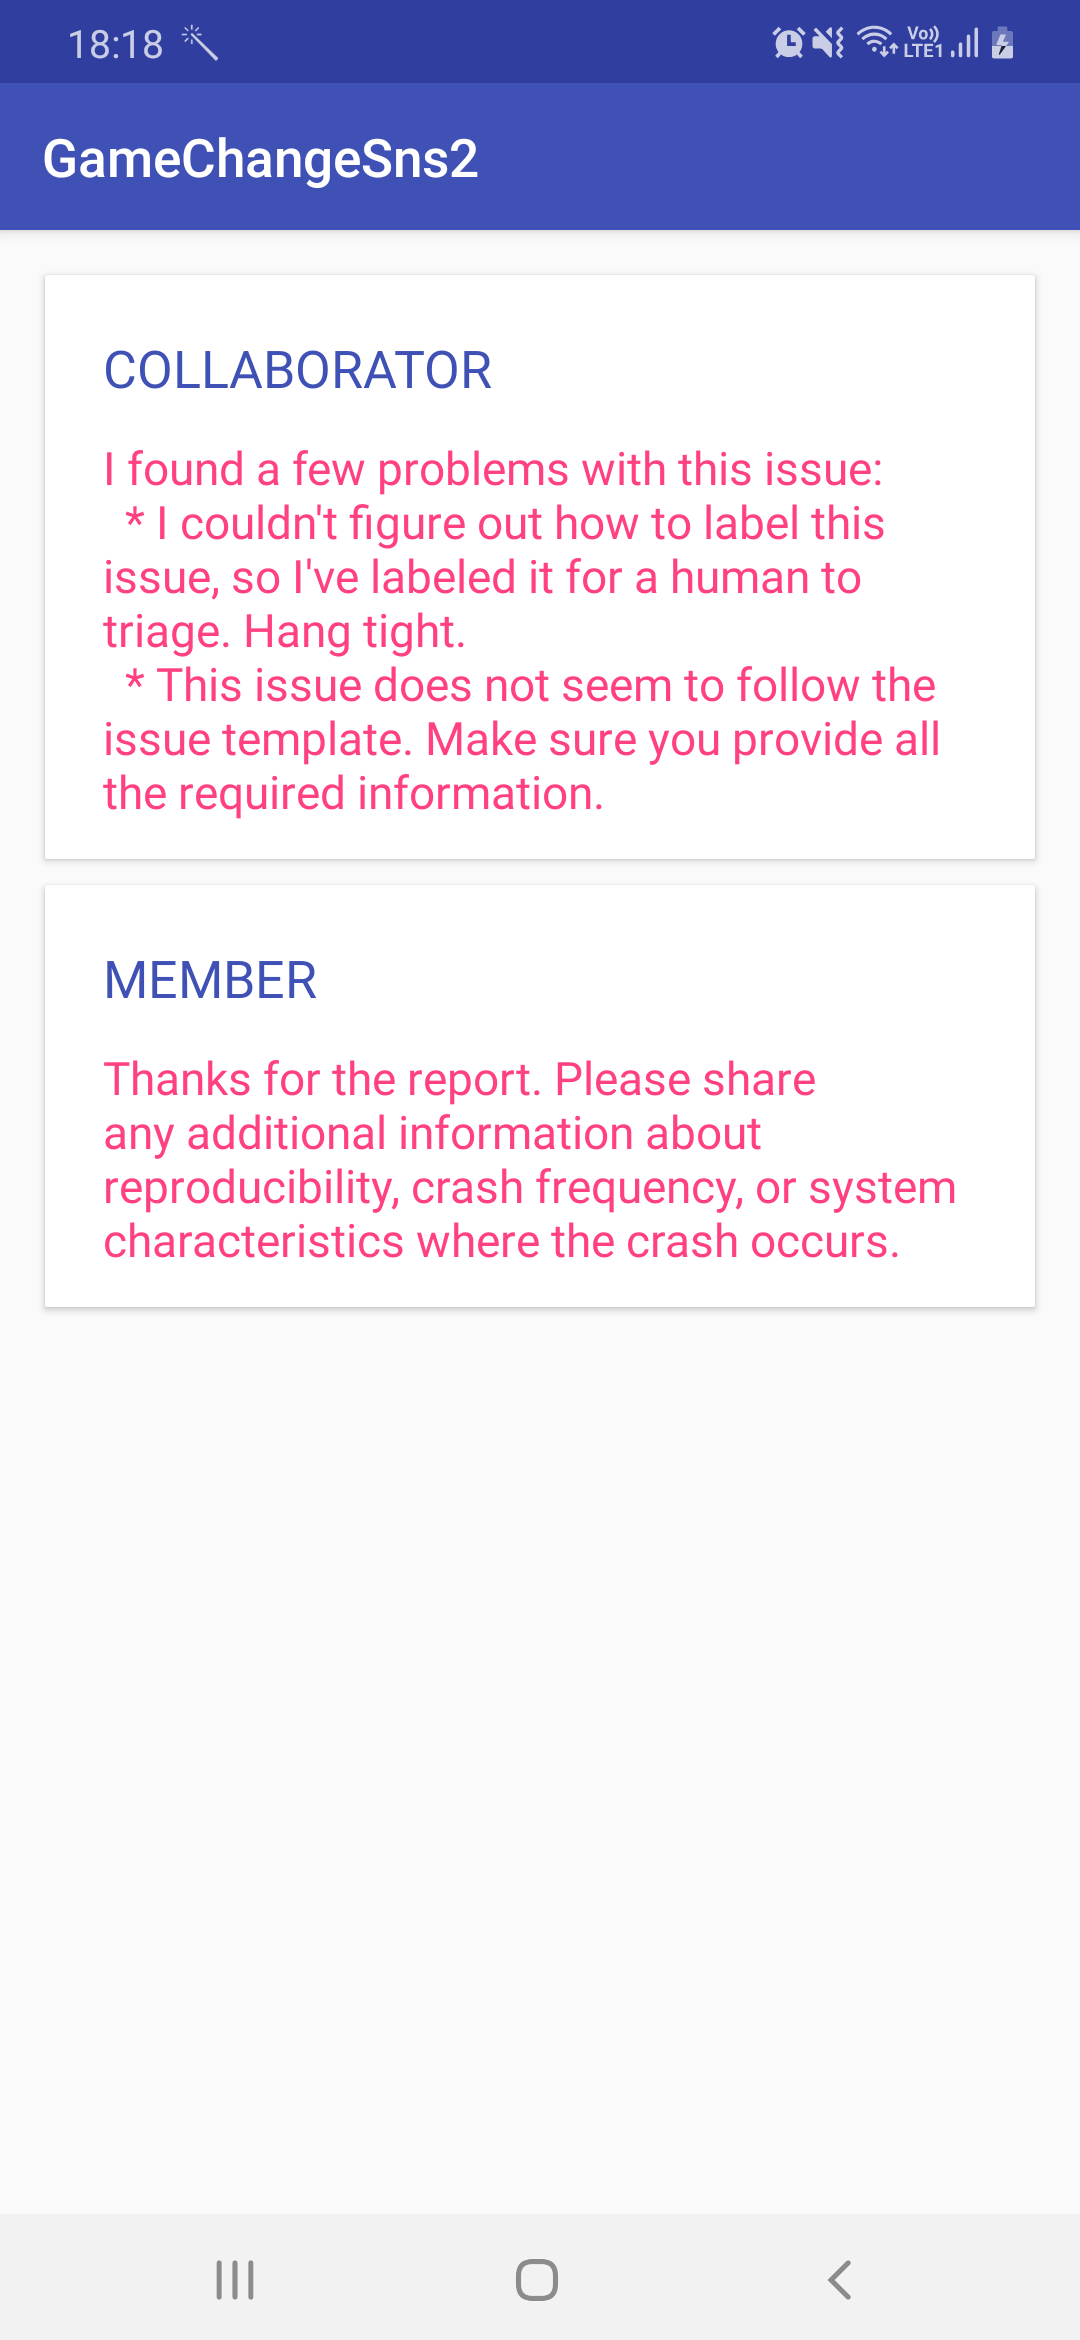 18:18
Vo))
LTE1
GameChangeSns2
COLLABORATOR
I found a few problems with this issue:
* I couldn't figure out how to label this
issue, so I've labeled it for a human to
triage. Hang tight.
* This issue does not seem to follow the
issue template. Make sure you provide all
the required information.
MEMBER
Thanks for the report. Please share
any additional information about
reproducibility, crash frequency, or system
characteristics where the crash occurs.